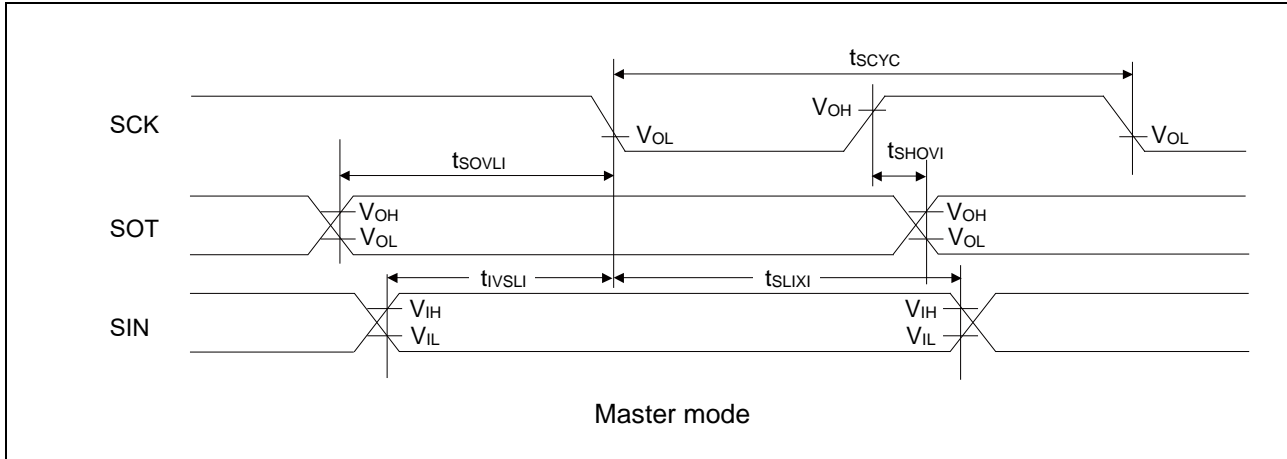 tSCYC
SCK
VOH
VOL
VOL
tSOVLI
tSHOVI
SOT
VOH
VOL
VOH
VOL
tIVSLI
tSLIXI
SIN
VIH
VIL
VIH
VIL
Master mode